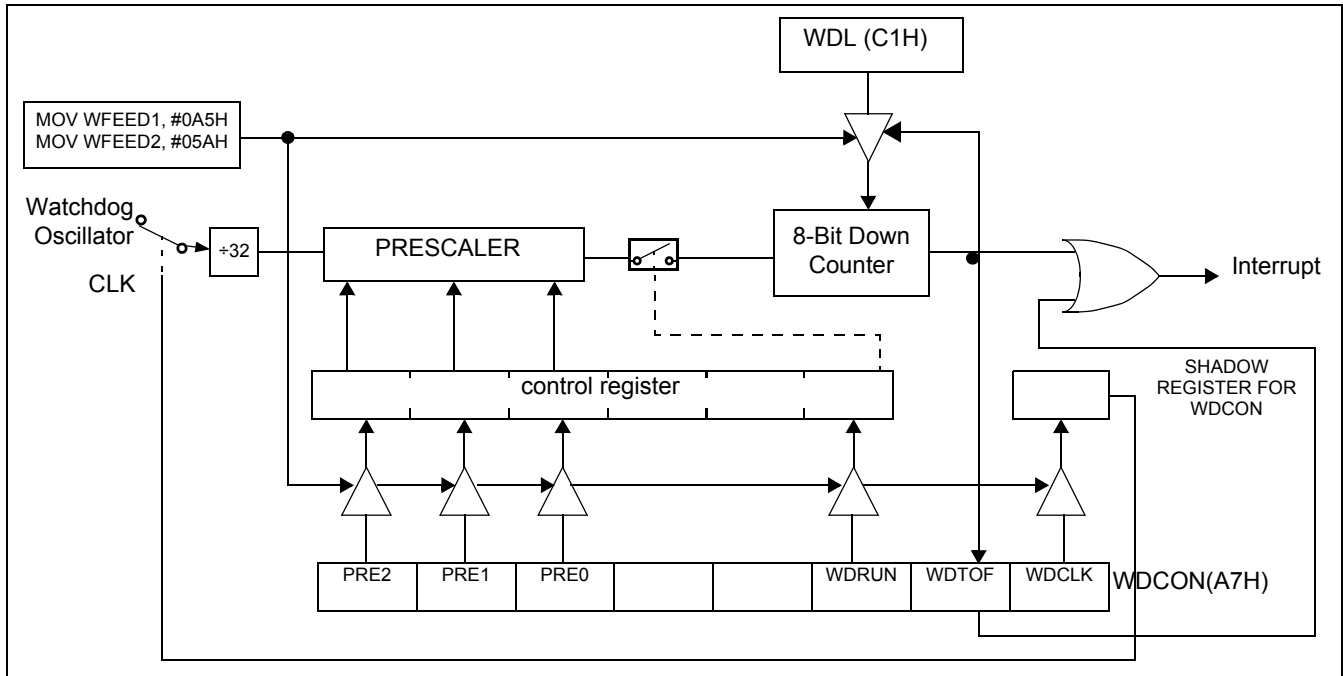 WDL (C1H)
MOV WFEED1, #0A5H
MOV WFEED2, #05AH
Watchdog
Oscillator
CLK
÷32
PRESCALER
8-Bit Down
Counter
Interrupt
control register
SHADOW
REGISTER FOR
WDCON
PRE2
PRE1
PRE0
WDRUN
WDTOF
WDCLK
WDCON(A7H)